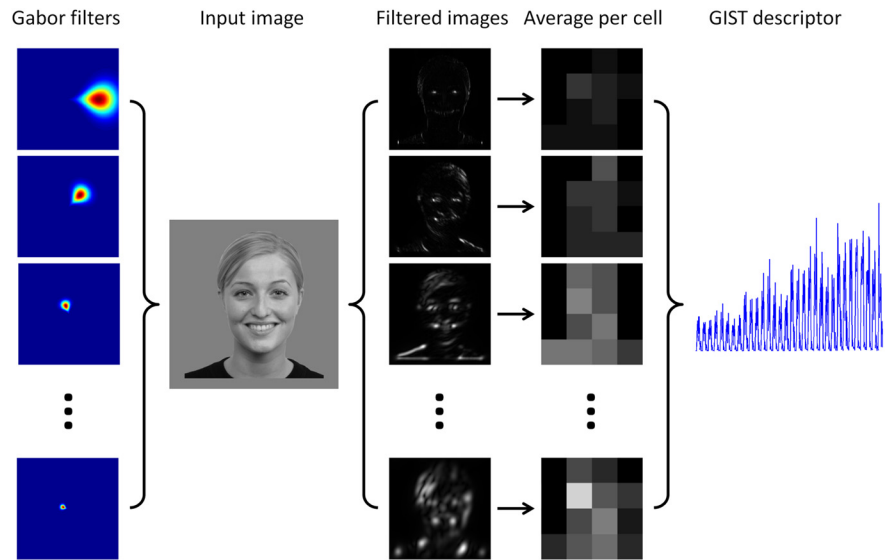 Gabor filters
Input image
Filtered images
Average per cell
GIST descriptor